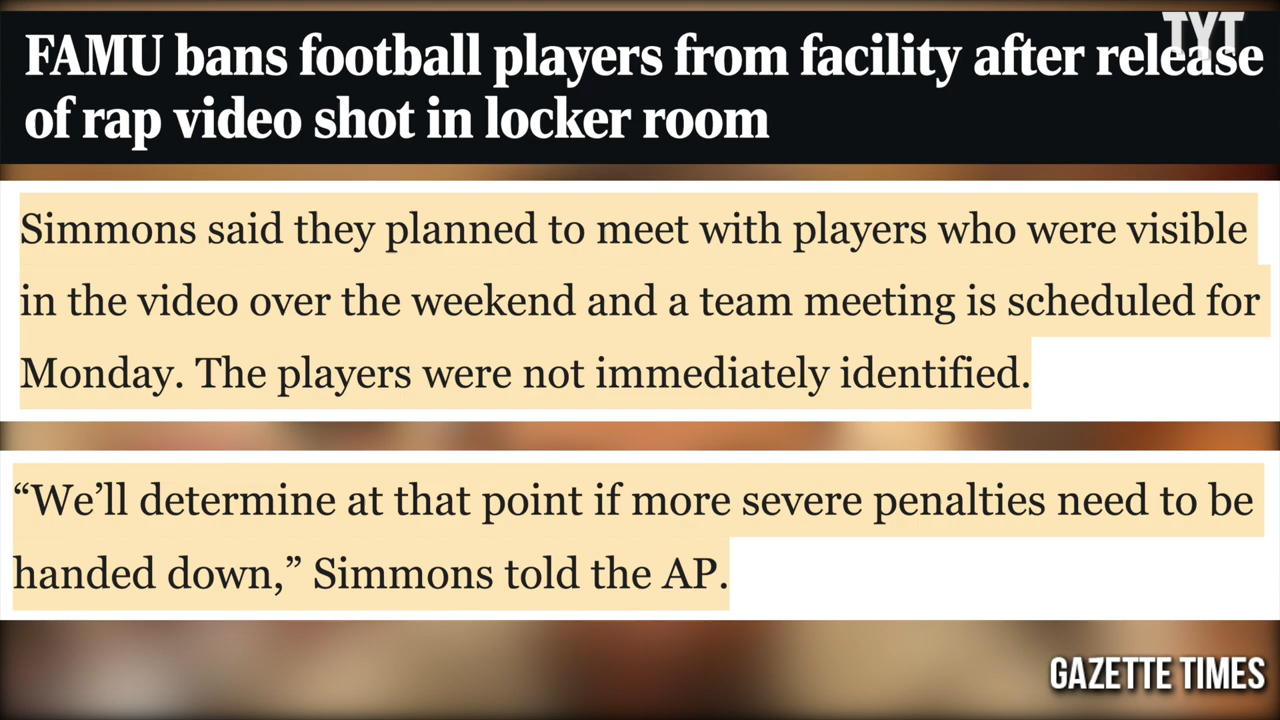 TYT
FAMU bans football players from facility after release
of rap video shot in locker room
Simmons said they planned to meet with players who were visible
in the video over the weekend and a team meeting is scheduled for
Monday. The players were not immediately identified.
“We’ll determine at that point if more severe penalties need to be
handed down,” Simmons told the AP.
GAZETTE TIMES